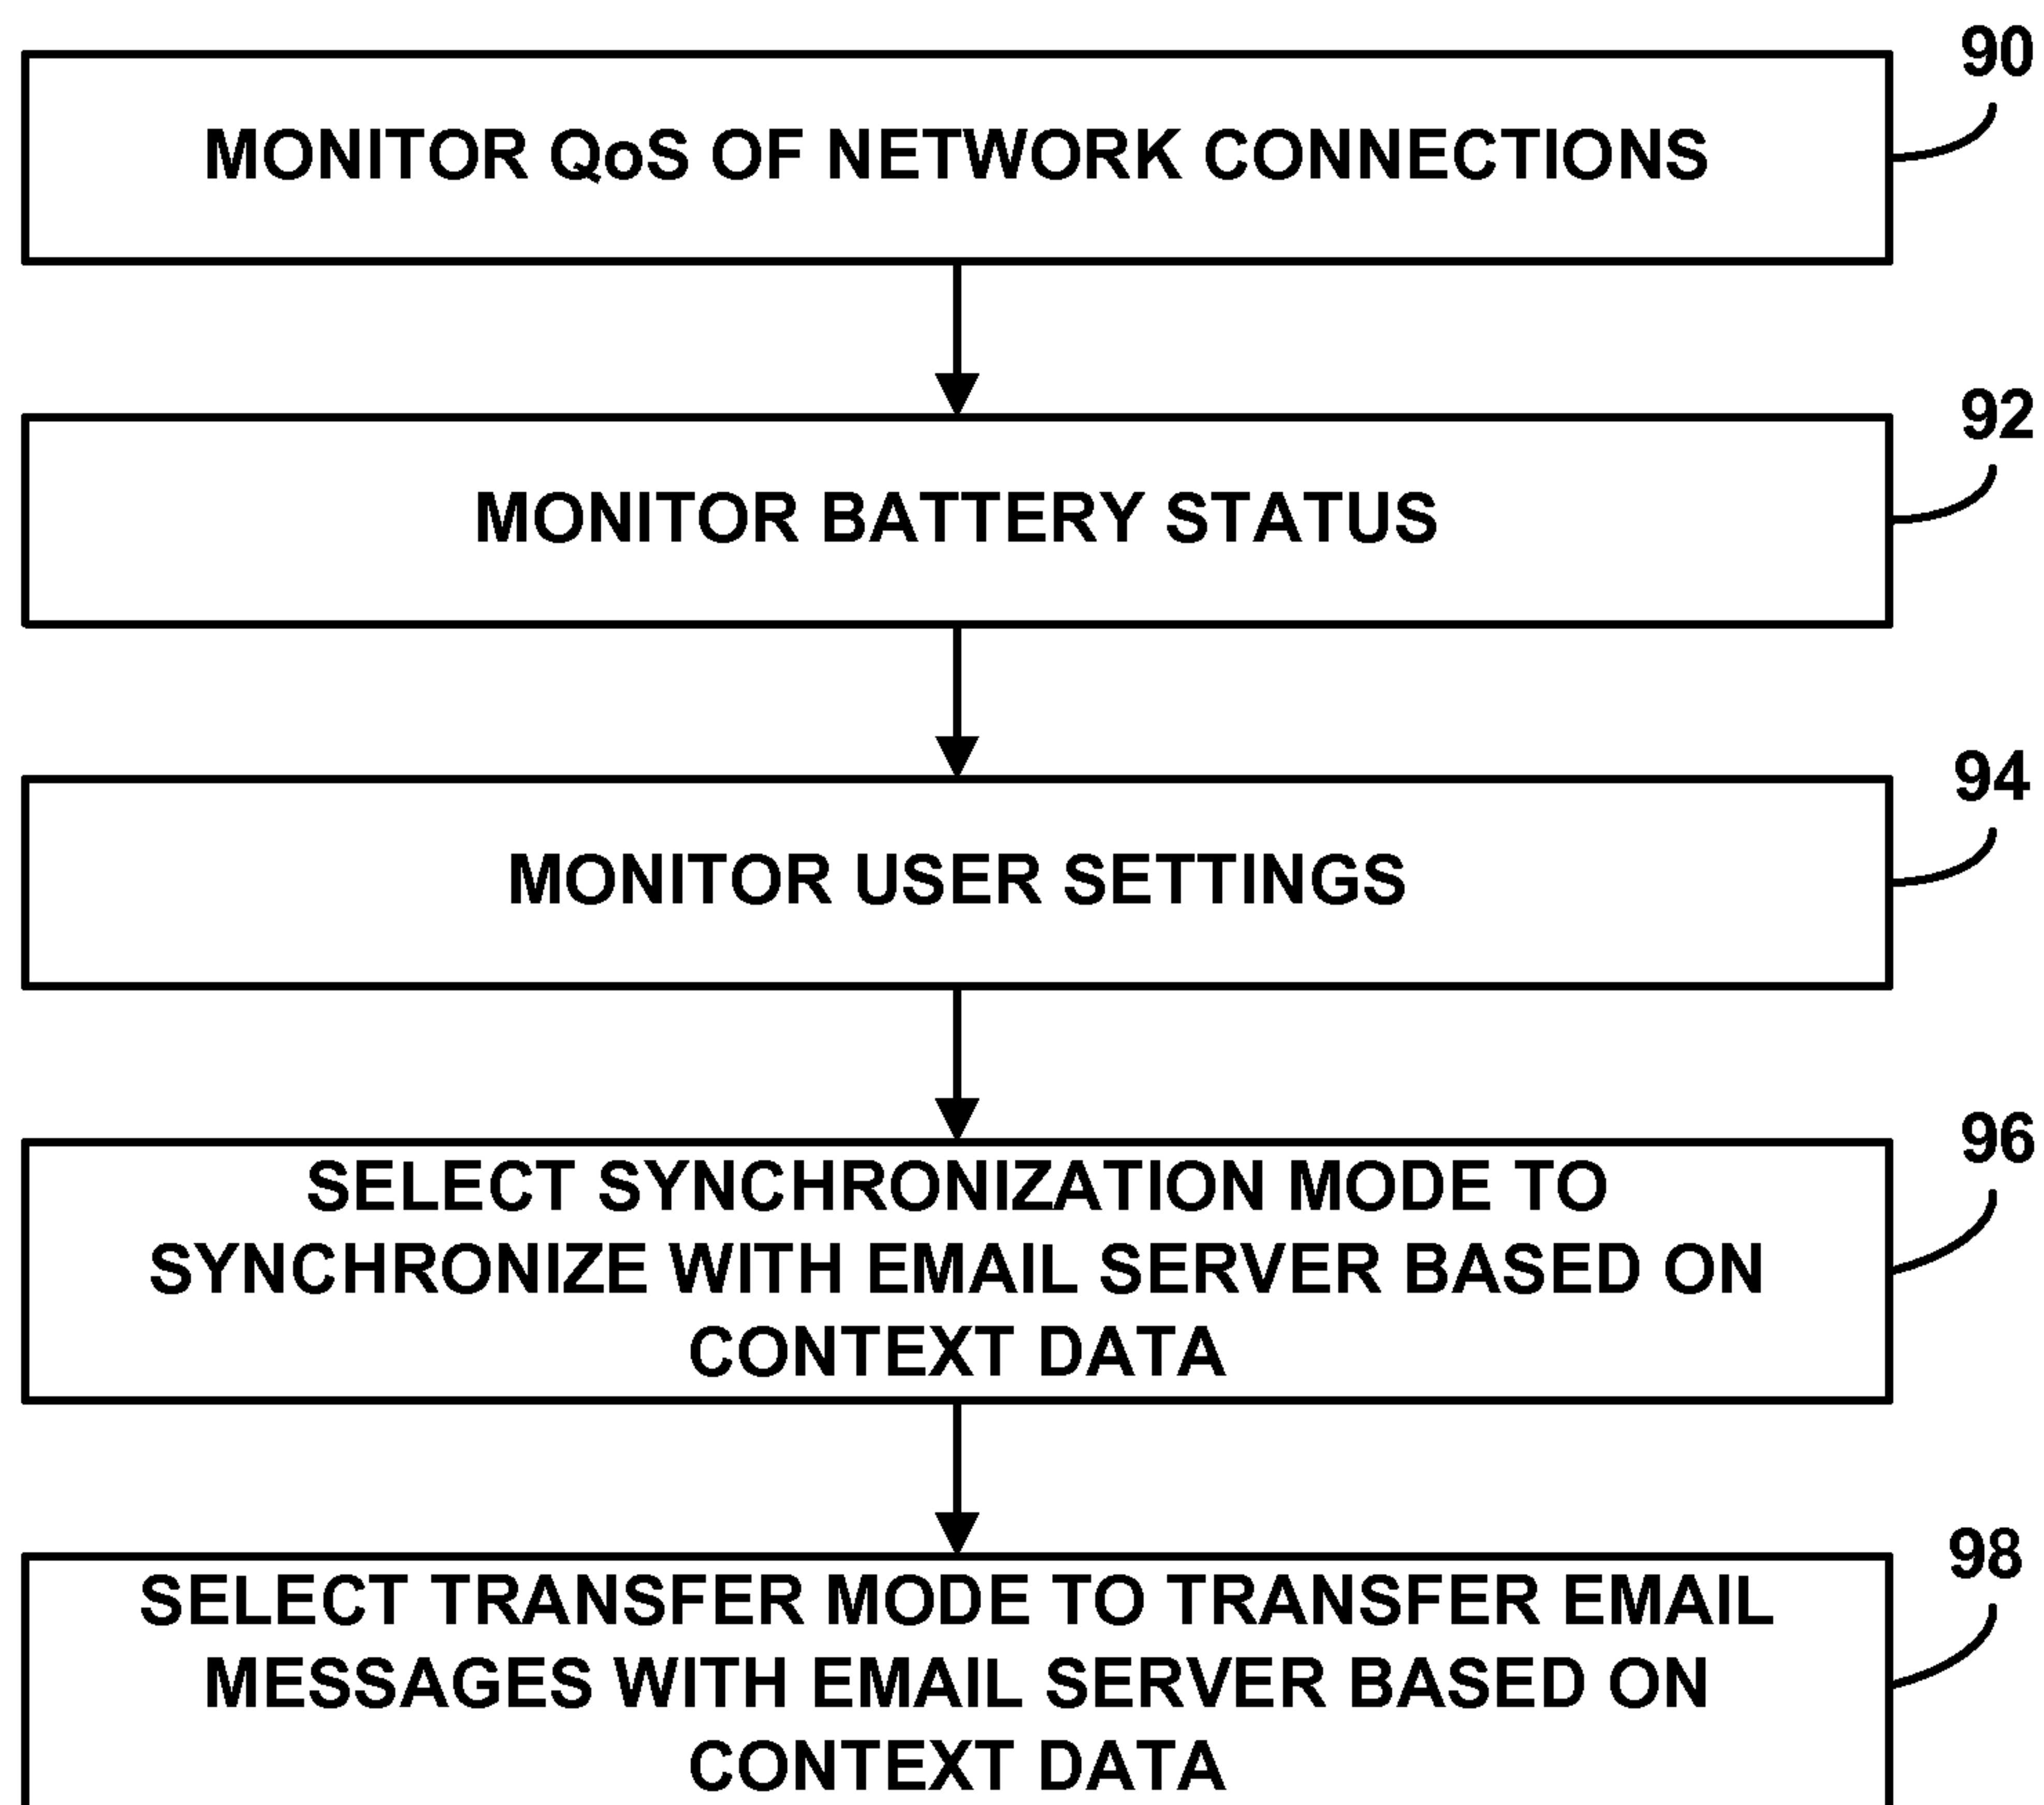 90
MONITOR QoS OF NETWORK CONNECTIONS
92
MONITOR BATTERY STATUS
94
MONITOR USER SETTINGS
96
SELECT SYNCHRONIZATION MODE TO
SYNCHRONIZE WITH EMAIL SERVER BASED ON
CONTEXT DATA
98
SELECT TRANSFER MODE TO TRANSFER EMAIL
MESSAGES WITH EMAIL SERVER BASED ON
CONTEXT DATA